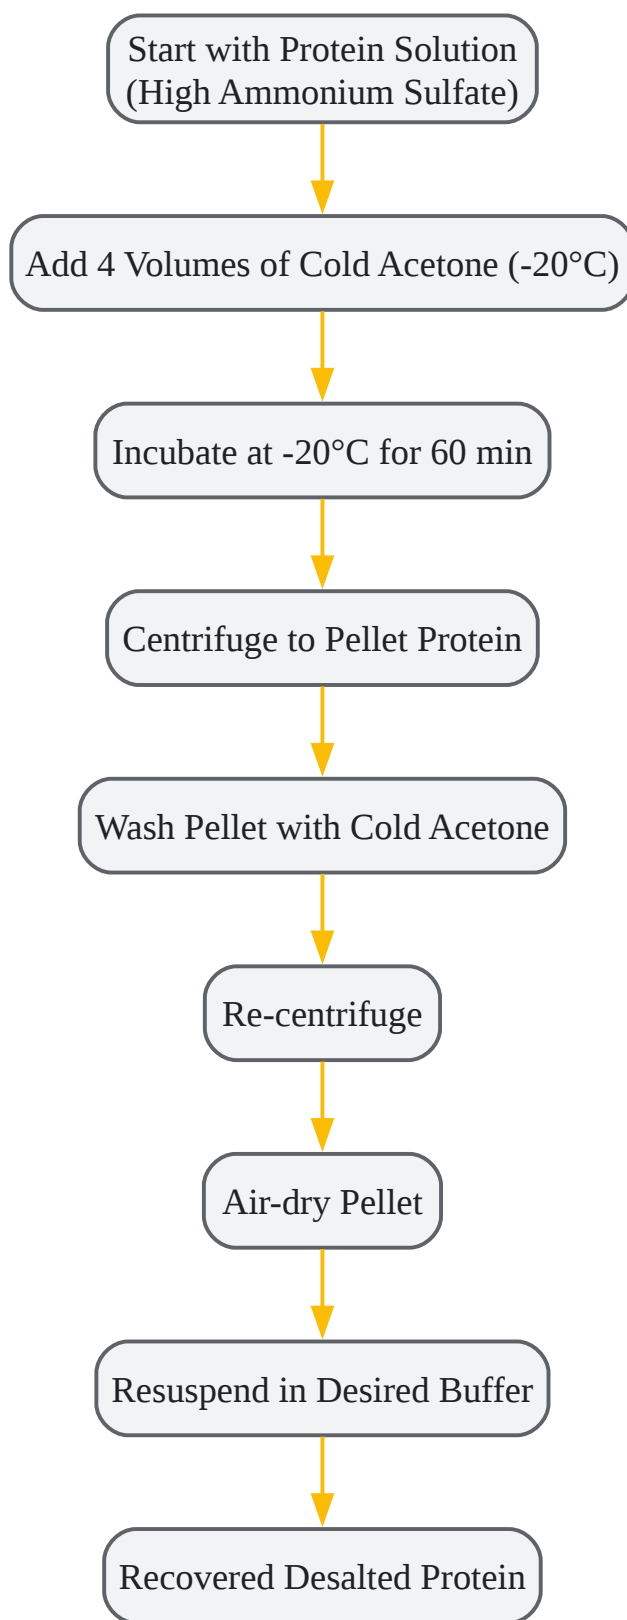 Start with Protein Solution
(High Ammonium Sulfate)
Add 4 Volumes of Cold Acetone (-20°C)
Incubate at -20°C for 60 min
Centrifuge to Pellet Protein
Wash Pellet with Cold Acetone
Re-centrifuge
Air-dry Pellet
Resuspend in Desired Buffer
Recovered Desalted Protein